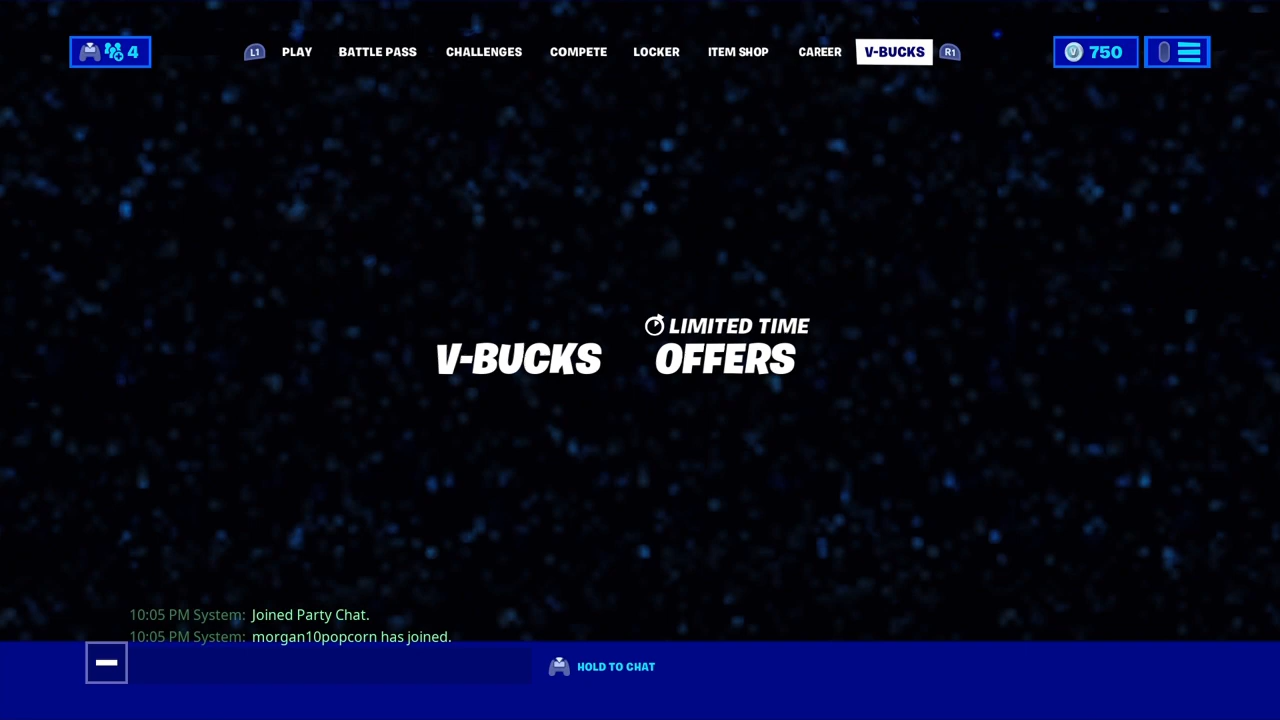 4 L1 PLAY BATTLE PASS CHALLENGES COMPETE LOCKER ITEM SHOP CAREER V-BUCKS R1 750
LIMITED TIME
V-BUCKS OFFERS
10:05 PM System: Joined Party Chat.
10:05 PM System: morgan10popcorn has joined.
HOLD TO CHAT